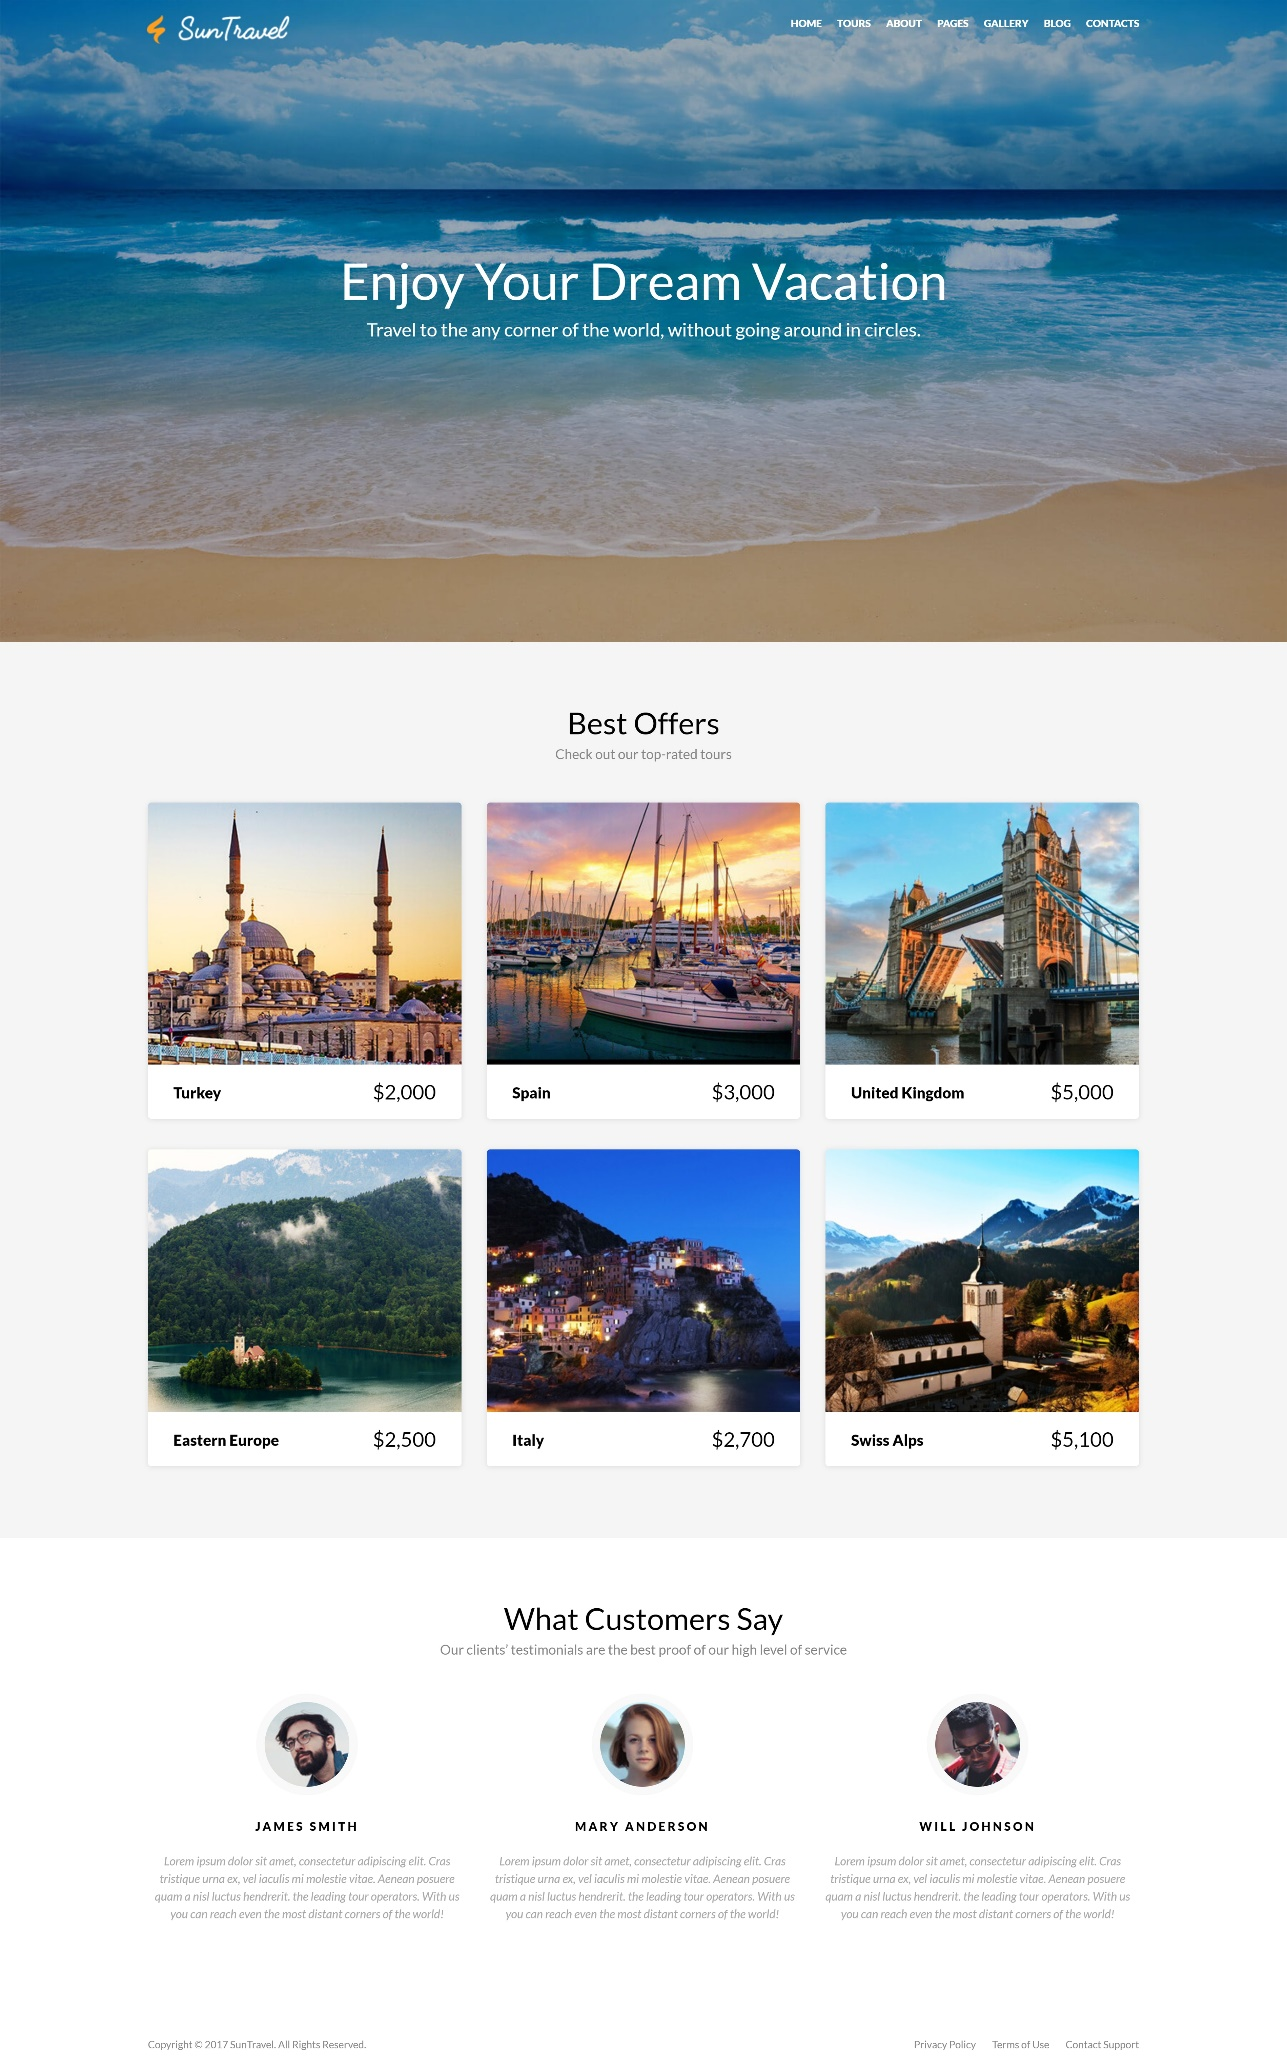 SunTravel
HOME TOURS ABOUT PAGES GALLERY BLOG CONTACTS
Enjoy Your Dream Vacation
Travel to the any corner of the world, without going around in circles.
Best Offers
Check out our top-rated tours
Turkey $2,000
Spain $3,000
United Kingdom $5,000
Eastern Europe $2,500
Italy $2,700
Swiss Alps $5,100
What Customers Say
Our clients' testimonials are the best proof of our high level of service
JAMES SMITH
Lorem ipsum dolor sit amet, consectetur adipiscing elit. Cras
tristique urna ex, vel iaculis mi molestie vitae. Aenean posuere
quam a nisl luctus hendrerit. the leading tour operators. With us
you can reach even the most distant corners of the world!
MARY ANDERSON
Lorem ipsum dolor sit amet, consectetur adipiscing elit. Cras
tristique urna ex, vel iaculis mi molestie vitae. Aenean posuere
quam a nisl luctus hendrerit. the leading tour operators. With us
you can reach even the most distant corners of the world!
WILL JOHNSON
Lorem ipsum dolor sit amet, consectetur adipiscing elit. Cras
tristique urna ex, vel iaculis mi molestie vitae. Aenean posuere
quam a nisl luctus hendrerit. the leading tour operators. With us
you can reach even the most distant corners of the world!
Copyright © 2017 SunTravel. All Rights Reserved.
Privacy Policy Terms of Use Contact Support